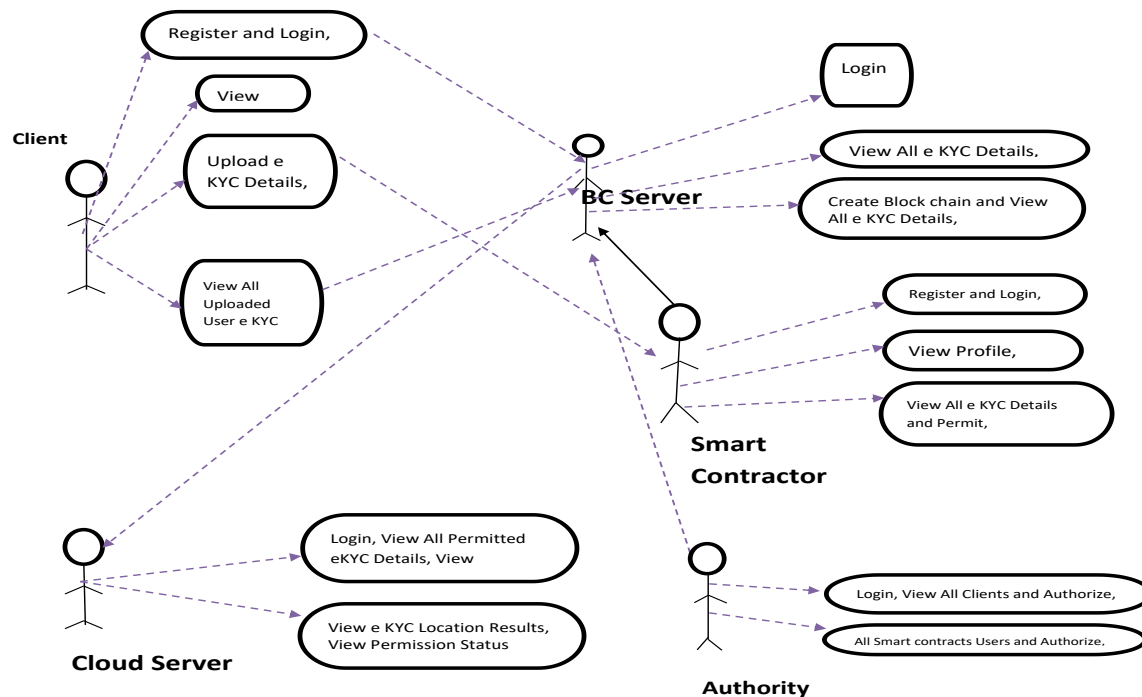 Register and Login,
View
Client
Upload e
KYC Details,
View All
Uploaded
User e KYC
BC Server
Login
View All e KYC Details,
Create Block chain and View
All e KYC Details,
Register and Login,
View Profile,
View All e KYC Details
and Permit,
Smart
Contractor
Login, View All Permitted
eKYC Details, View
View e KYC Location Results,
View Permission Status
Cloud Server
Login, View All Clients and Authorize,
All Smart contracts Users and Authorize,
Authority